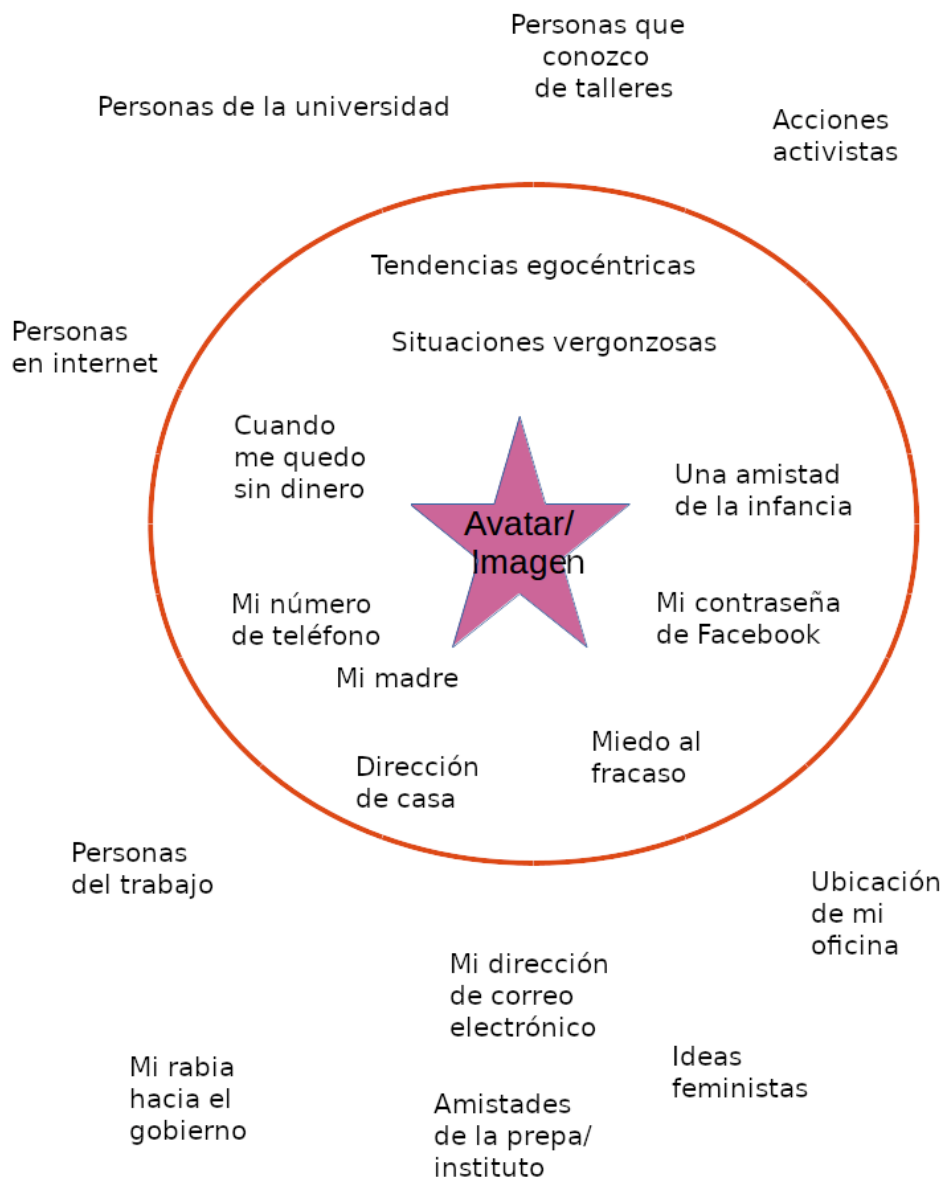 Personas que
conozco
de talleres
Personas de la universidad
Acciones
activistas
Tendencias egocéntricas
Personas
en internet
Situaciones vergonzosas
Cuando
me quedo
sin dinero
Una amistad
de la infancia
Avatar/
Imagen
Mi número
de teléfono
Mi contraseña
de Facebook
Mi madre
Miedo al
fracaso
Dirección
de casa
Personas
del trabajo
Ubicación
de mi
oficina
Mi dirección
de correo
electrónico
Ideas
feministas
Mi rabia
hacia el
gobierno
Amistades
de la prepa/
instituto